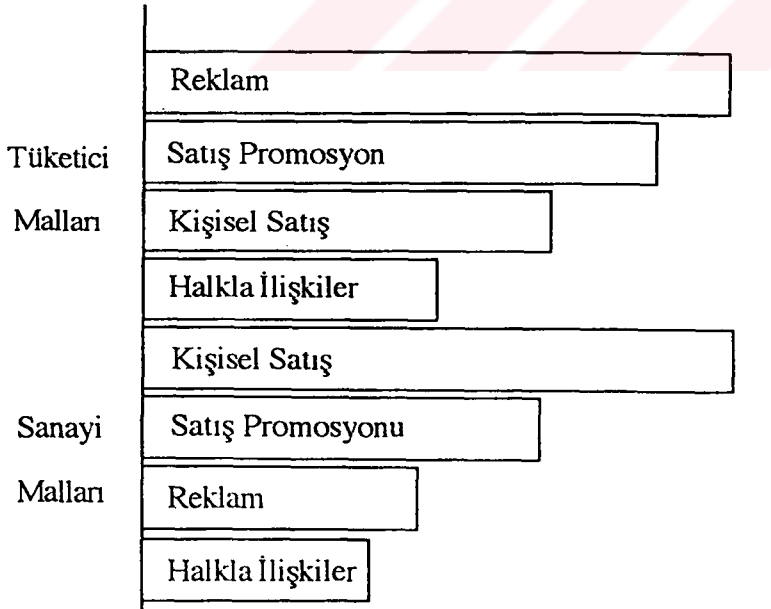 Reklam
Tüketici Satış Promosyon
Malları Kişisel Satış
Halkla İlişkiler
Kişisel Satış
Sanayi Satış Promosyonu
Malları Reklam
Halkla İlişkiler